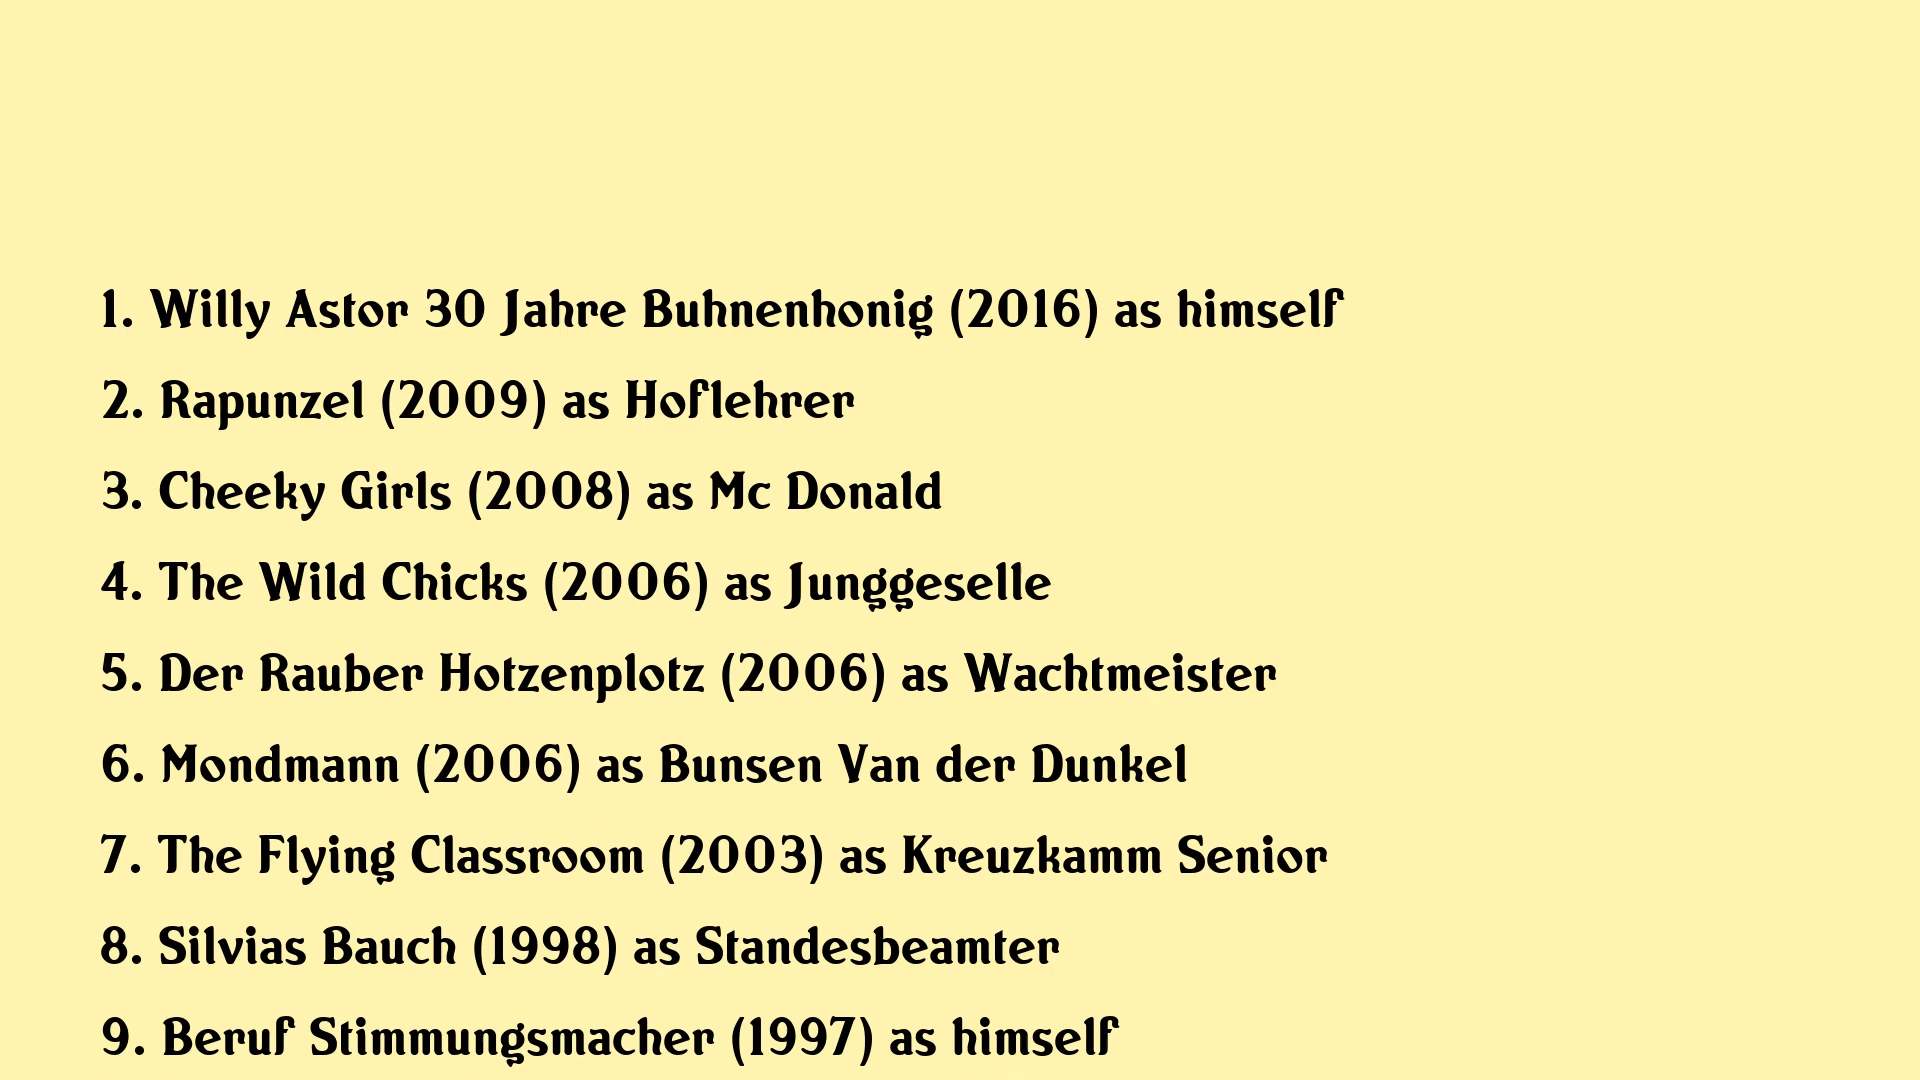 1. Willy Astor 30 Jahre Buhnenhonig (2016) as himself
2. Rapunzel (2009) as Hoflehrer
3. Cheeky Girls (2008) as Mc Donald
4. The Wild Chicks (2006) as Junggeselle
5. Der Rauber Hotzenplotz (2006) as Wachtmeister
6. Mondmann (2006) as Bunsen Van der Dunkel
7. The Flying Classroom (2003) as Kreuzkamm Senior
8. Silvias Bauch (1998) as Standesbeamter
9. Beruf Stimmungsmacher (1997) as himself